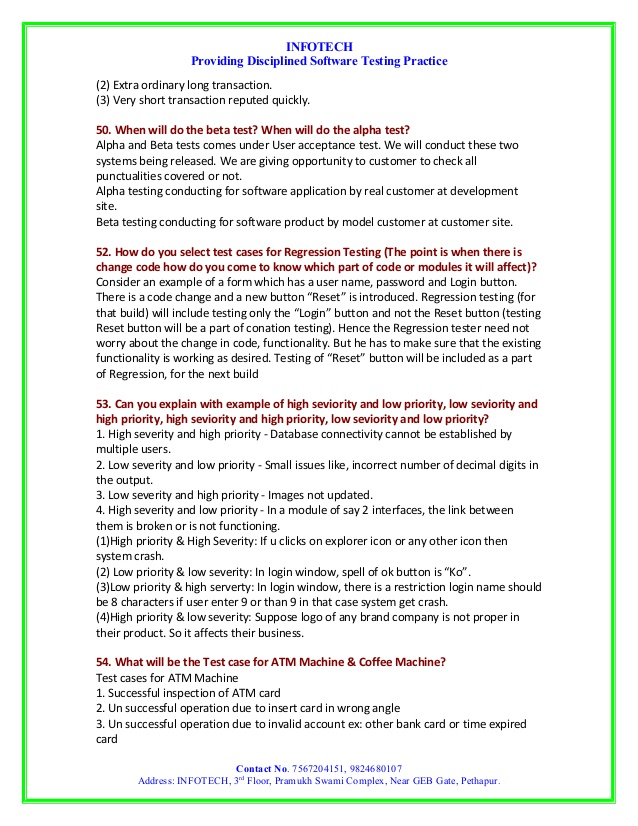 INFOTECH
Providing Disciplined Software Testing Practice
(2) Extra ordinary long transaction.
(3) Very short transaction reputed quickly.
50. When will do the beta test? When will do the alpha test?
Alpha and Beta tests comes under User acceptance test. We will conduct these two
systems being released. We are giving opportunity to customer to check all
punctualities covered or not.
Alpha testing conducting for software application by real customer at development
site.
Beta testing conducting for software product by model customer at customer site.
52. How do you select test cases for Regression Testing (The point is when there is
change code how do you come to know which part of code or modules it will affect)?
Consider an example of a form which has a user name, password and Login button.
There is a code change and a new button “Reset” is introduced. Regression testing (for
that build) will include testing only the “Login” button and not the Reset button (testing
Reset button will be a part of conation testing). Hence the Regression tester need not
worry about the change in code, functionality. But he has to make sure that the existing
functionality is working as desired. Testing of “Reset” button will be included as a part
of Regression, for the next build
53. Can you explain with example of high seviority and low priority, low seviority and
high priority, high seviority and high priority, low seviority and low priority?
1. High severity and high priority - Database connectivity cannot be established by
multiple users.
2. Low severity and low priority - Small issues like, incorrect number of decimal digits in
the output.
3. Low severity and high priority - Images not updated.
4. High severity and low priority - In a module of say 2 interfaces, the link between
them is broken or is not functioning.
(1)High priority & High Severity: If u clicks on explorer icon or any other icon then
system crash.
(2) Low priority & low severity: In login window, spell of ok button is “Ko”.
(3)Low priority & high serverty: In login window, there is a restriction login name should
be 8 characters if user enter 9 or than 9 in that case system get crash.
(4)High priority & low severity: Suppose logo of any brand company is not proper in
their product. So it affects their business.
54. What will be the Test case for ATM Machine & Coffee Machine?
Test cases for ATM Machine
1. Successful inspection of ATM card
2. Un successful operation due to insert card in wrong angle
3. Un successful operation due to invalid account ex: other bank card or time expired
card
Contact No. 7567204151, 9824680107
Address: INFOTECH, 3rd Floor, Pramukh Swami Complex, Near GEB Gate, Pethapur.